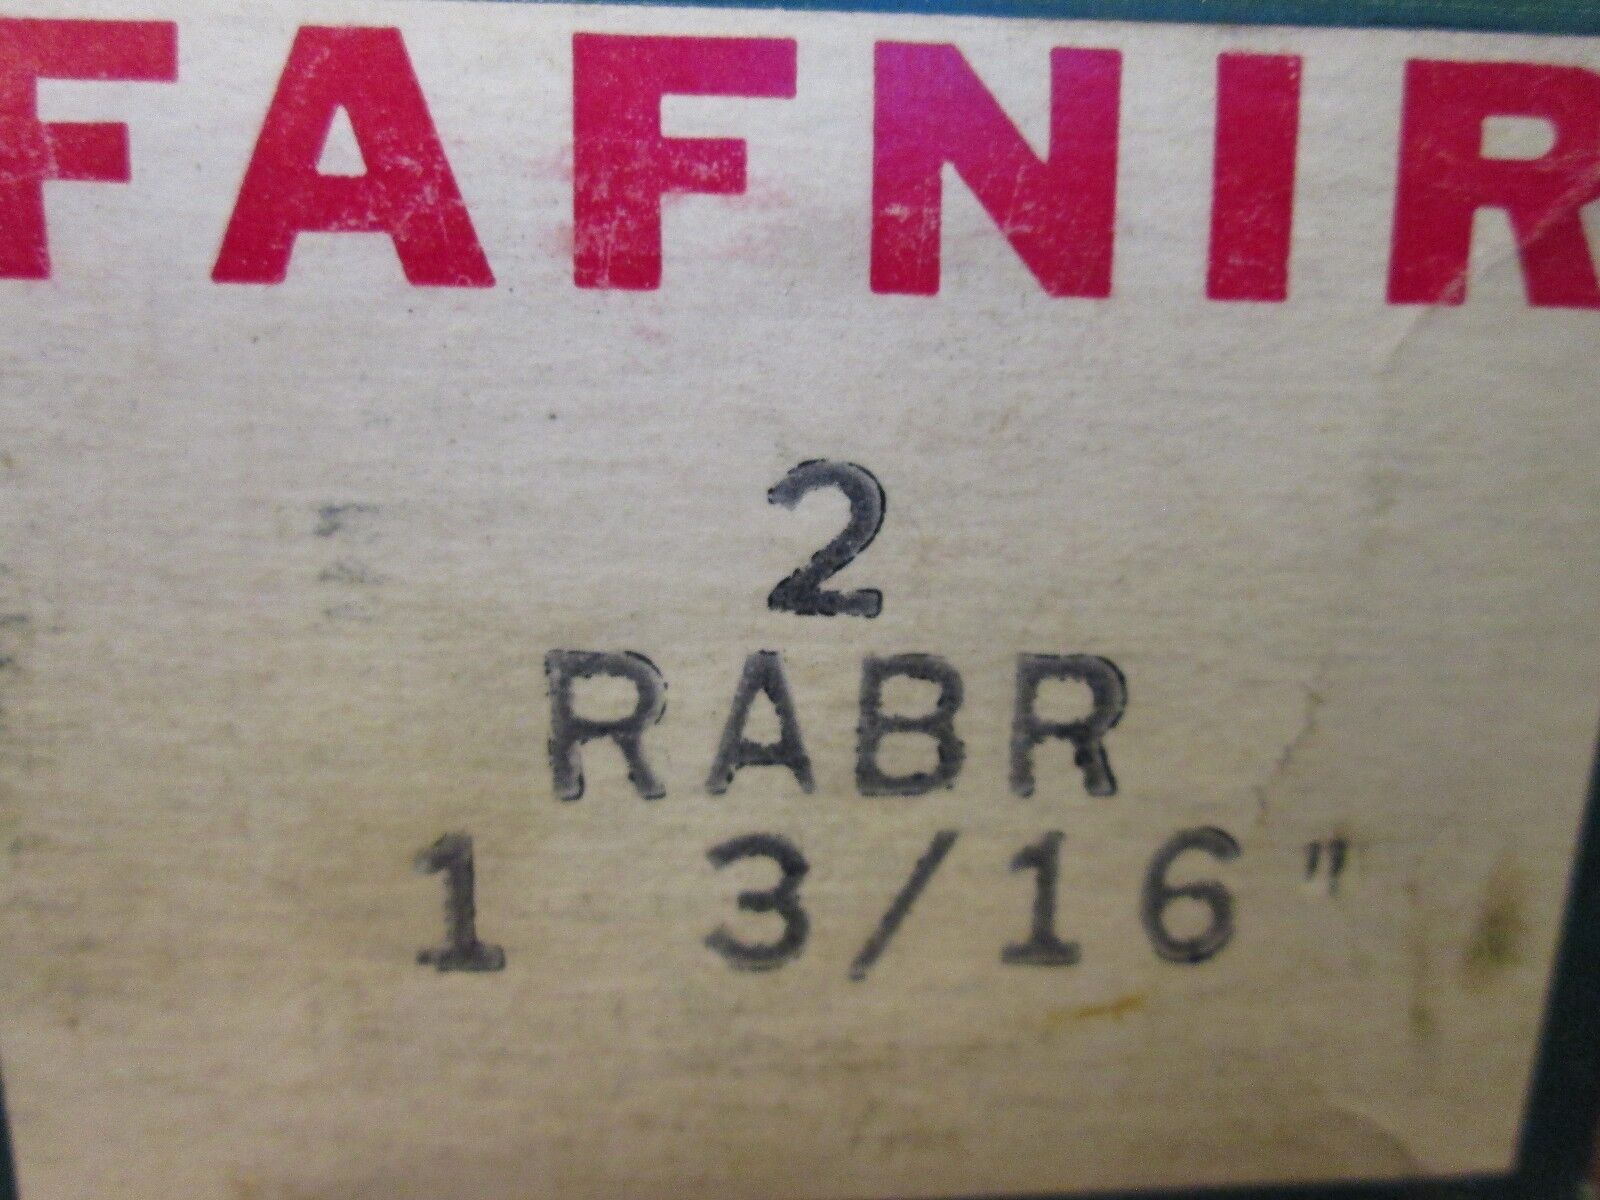 FAFNIR
2
RABR
1 3/16"